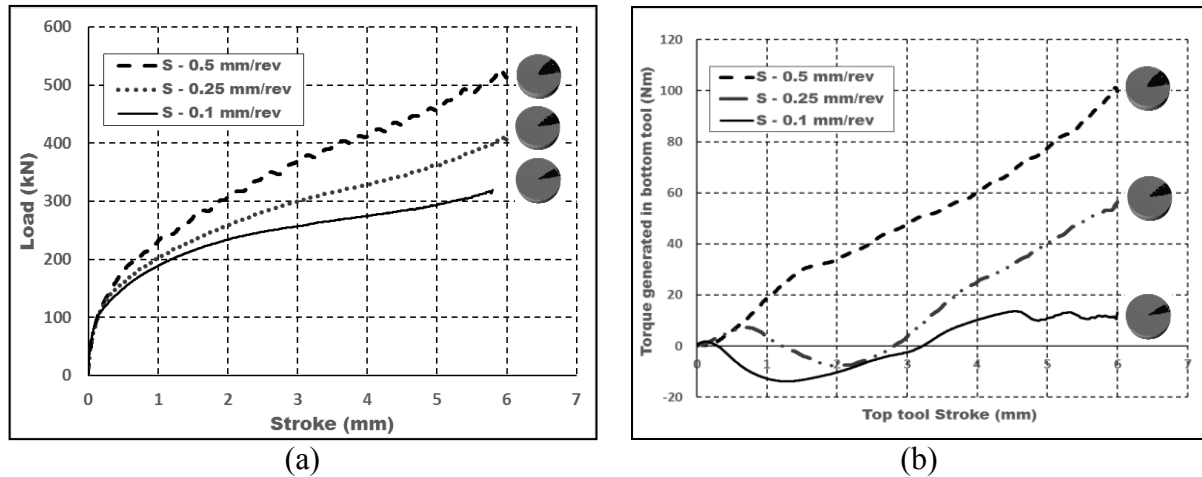 600
500
400
300
200
100
0
Load (kN)
S - 0.5 mm/rev
S - 0.25 mm/rev
S - 0.1 mm/rev
0 1 2 3 4 5 6 7
Stroke (mm)
(a)
120
100
80
60
40
20
0
-20
Torque generated in bottom tool (Nm)
S - 0.5 mm/rev
S - 0.25 mm/rev
S - 0.1 mm/rev
0 1 2 3 4 5 6 7
Top tool Stroke (mm)
(b)